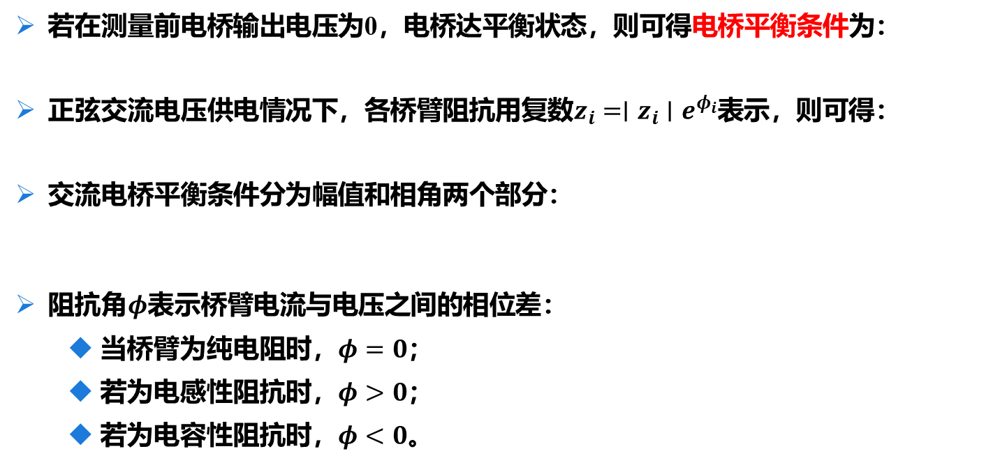 若在测量前电桥输出电压为0，电桥达平衡状态，则可得电桥平衡条件为：
正弦交流电压供电情况下，各桥臂阻抗用复数$z_i =| z_i | e^{\phi_i}$表示，则可得：
交流电桥平衡条件分为幅值和相角两个部分：
阻抗角$\phi$表示桥臂电流与电压之间的相位差：
当桥臂为纯电阻时，$\phi = 0$；
若为电感性阻抗时，$\phi > 0$；
若为电容性阻抗时，$\phi < 0$。